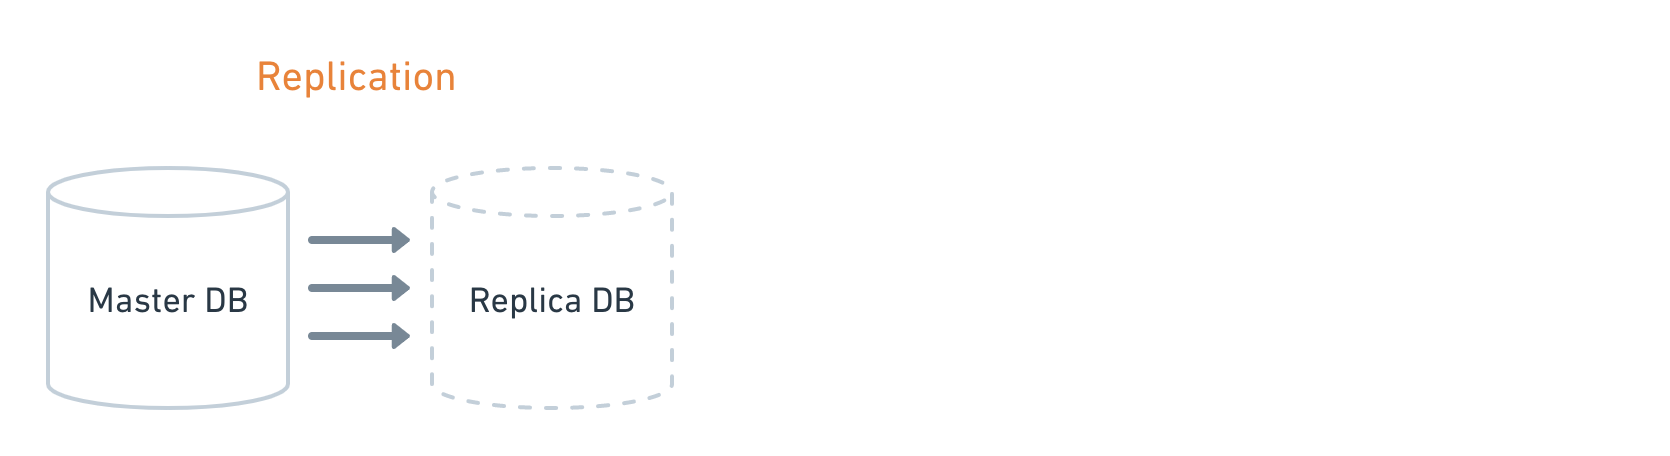 Replication
Master DB
Replica DB